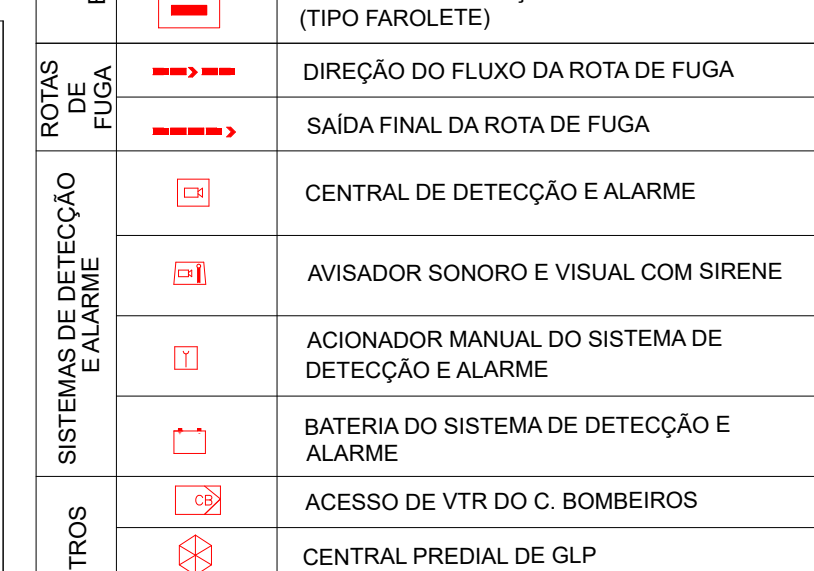 (TIPO FAROLETE)
ROTAS
DE
FUGA
DIREÇÃO DO FLUXO DA ROTA DE FUGA
SAÍDA FINAL DA ROTA DE FUGA
SISTEMAS DE DETECÇÃO
E ALARME
CENTRAL DE DETECÇÃO E ALARME
AVISADOR SONORO E VISUAL COM SIRENE
ACIONADOR MANUAL DO SISTEMA DE
DETECÇÃO E ALARME
BATERIA DO SISTEMA DE DETECÇÃO E
ALARME
TROS
CB
ACESSO DE VTR DO C. BOMBEIROS
CENTRAL PREDIAL DE GLP